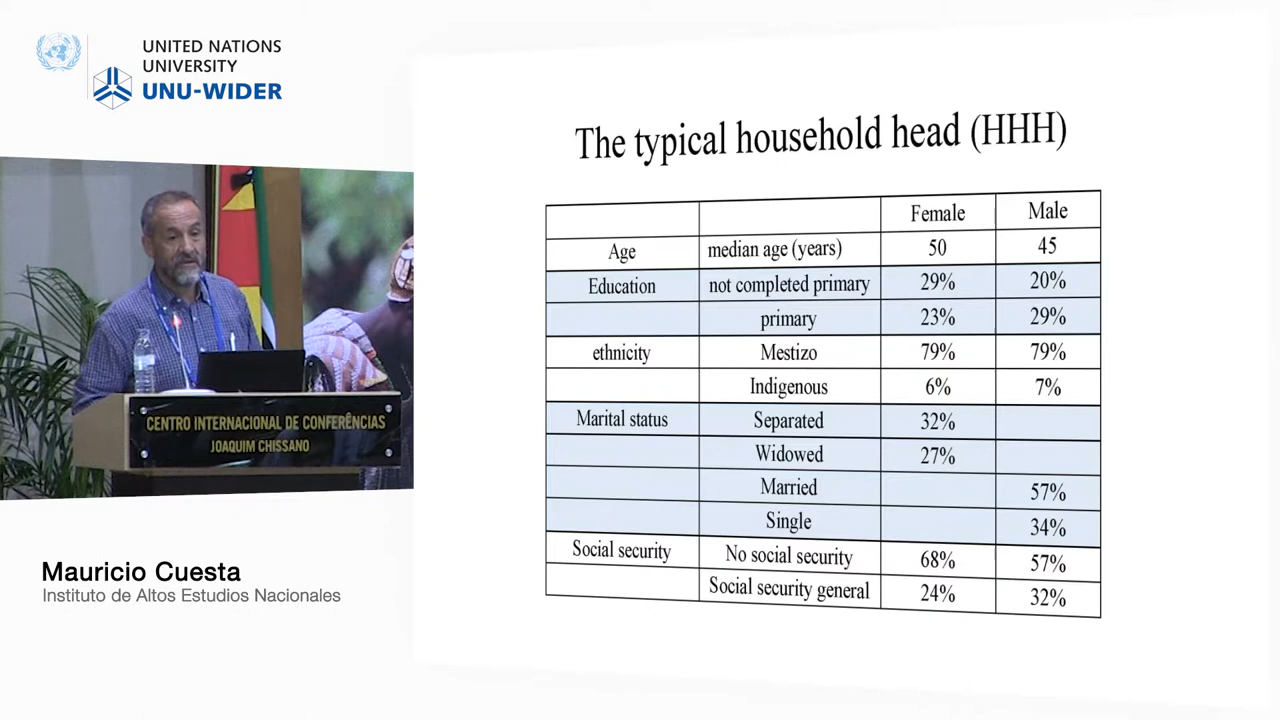 UNITED NATIONS
UNIVERSITY
UNU-WIDER
The typical household head (HHH)
Female Male
Age median age (years) 50 45
Education not completed primary 29% 20%
primary 23% 29%
ethnicity Mestizo 79% 79%
Indigenous 6% 7%
Marital status Separated 32%
Widowed 27%
Married 57%
Single 34%
Social security No social security 68% 57%
Social security general 24% 32%
CENTRO INTERNACIONAL DE CONFERÊNCIAS
JOAQUIM CHISSANO
Mauricio Cuesta
Instituto de Altos Estudios Nacionales